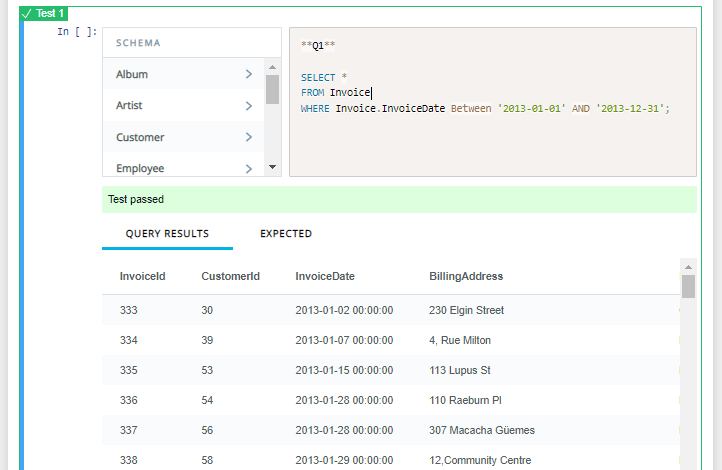 Test 1
In [ ]:
SCHEMA
Album
Artist
Customer
Employee
**Q1**
SELECT *
FROM Invoice
WHERE Invoice.InvoiceDate Between '2013-01-01' AND '2013-12-31';
Test passed
QUERY RESULTS EXPECTED
InvoiceId CustomerId InvoiceDate BillingAddress
333 30 2013-01-02 00:00:00 230 Elgin Street
334 39 2013-01-07 00:00:00 4, Rue Milton
335 53 2013-01-15 00:00:00 113 Lupus St
336 54 2013-01-28 00:00:00 110 Raeburn Pl
337 56 2013-01-28 00:00:00 307 Macacha Güemes
338 58 2013-01-29 00:00:00 12,Community Centre